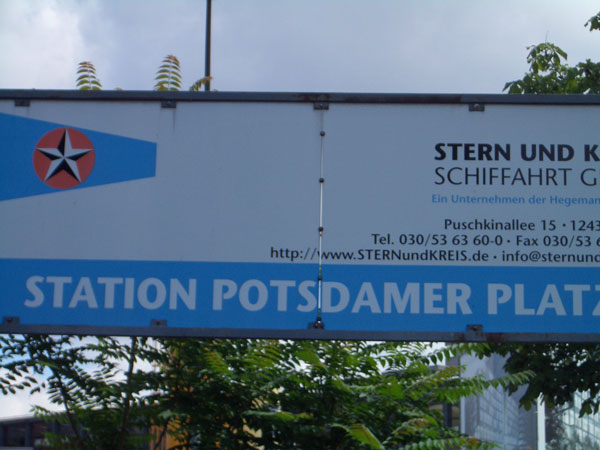 STERN UND K
SCHIFFAHRT G
Ein Unternehmen der Hegeman
Puschkinallee 15 · 1243
Tel. 030/53 63 60-0 · Fax 030/53 6
http://www.STERNundKREIS.de · info@sternund
STATION POTSDAMER PLATZ